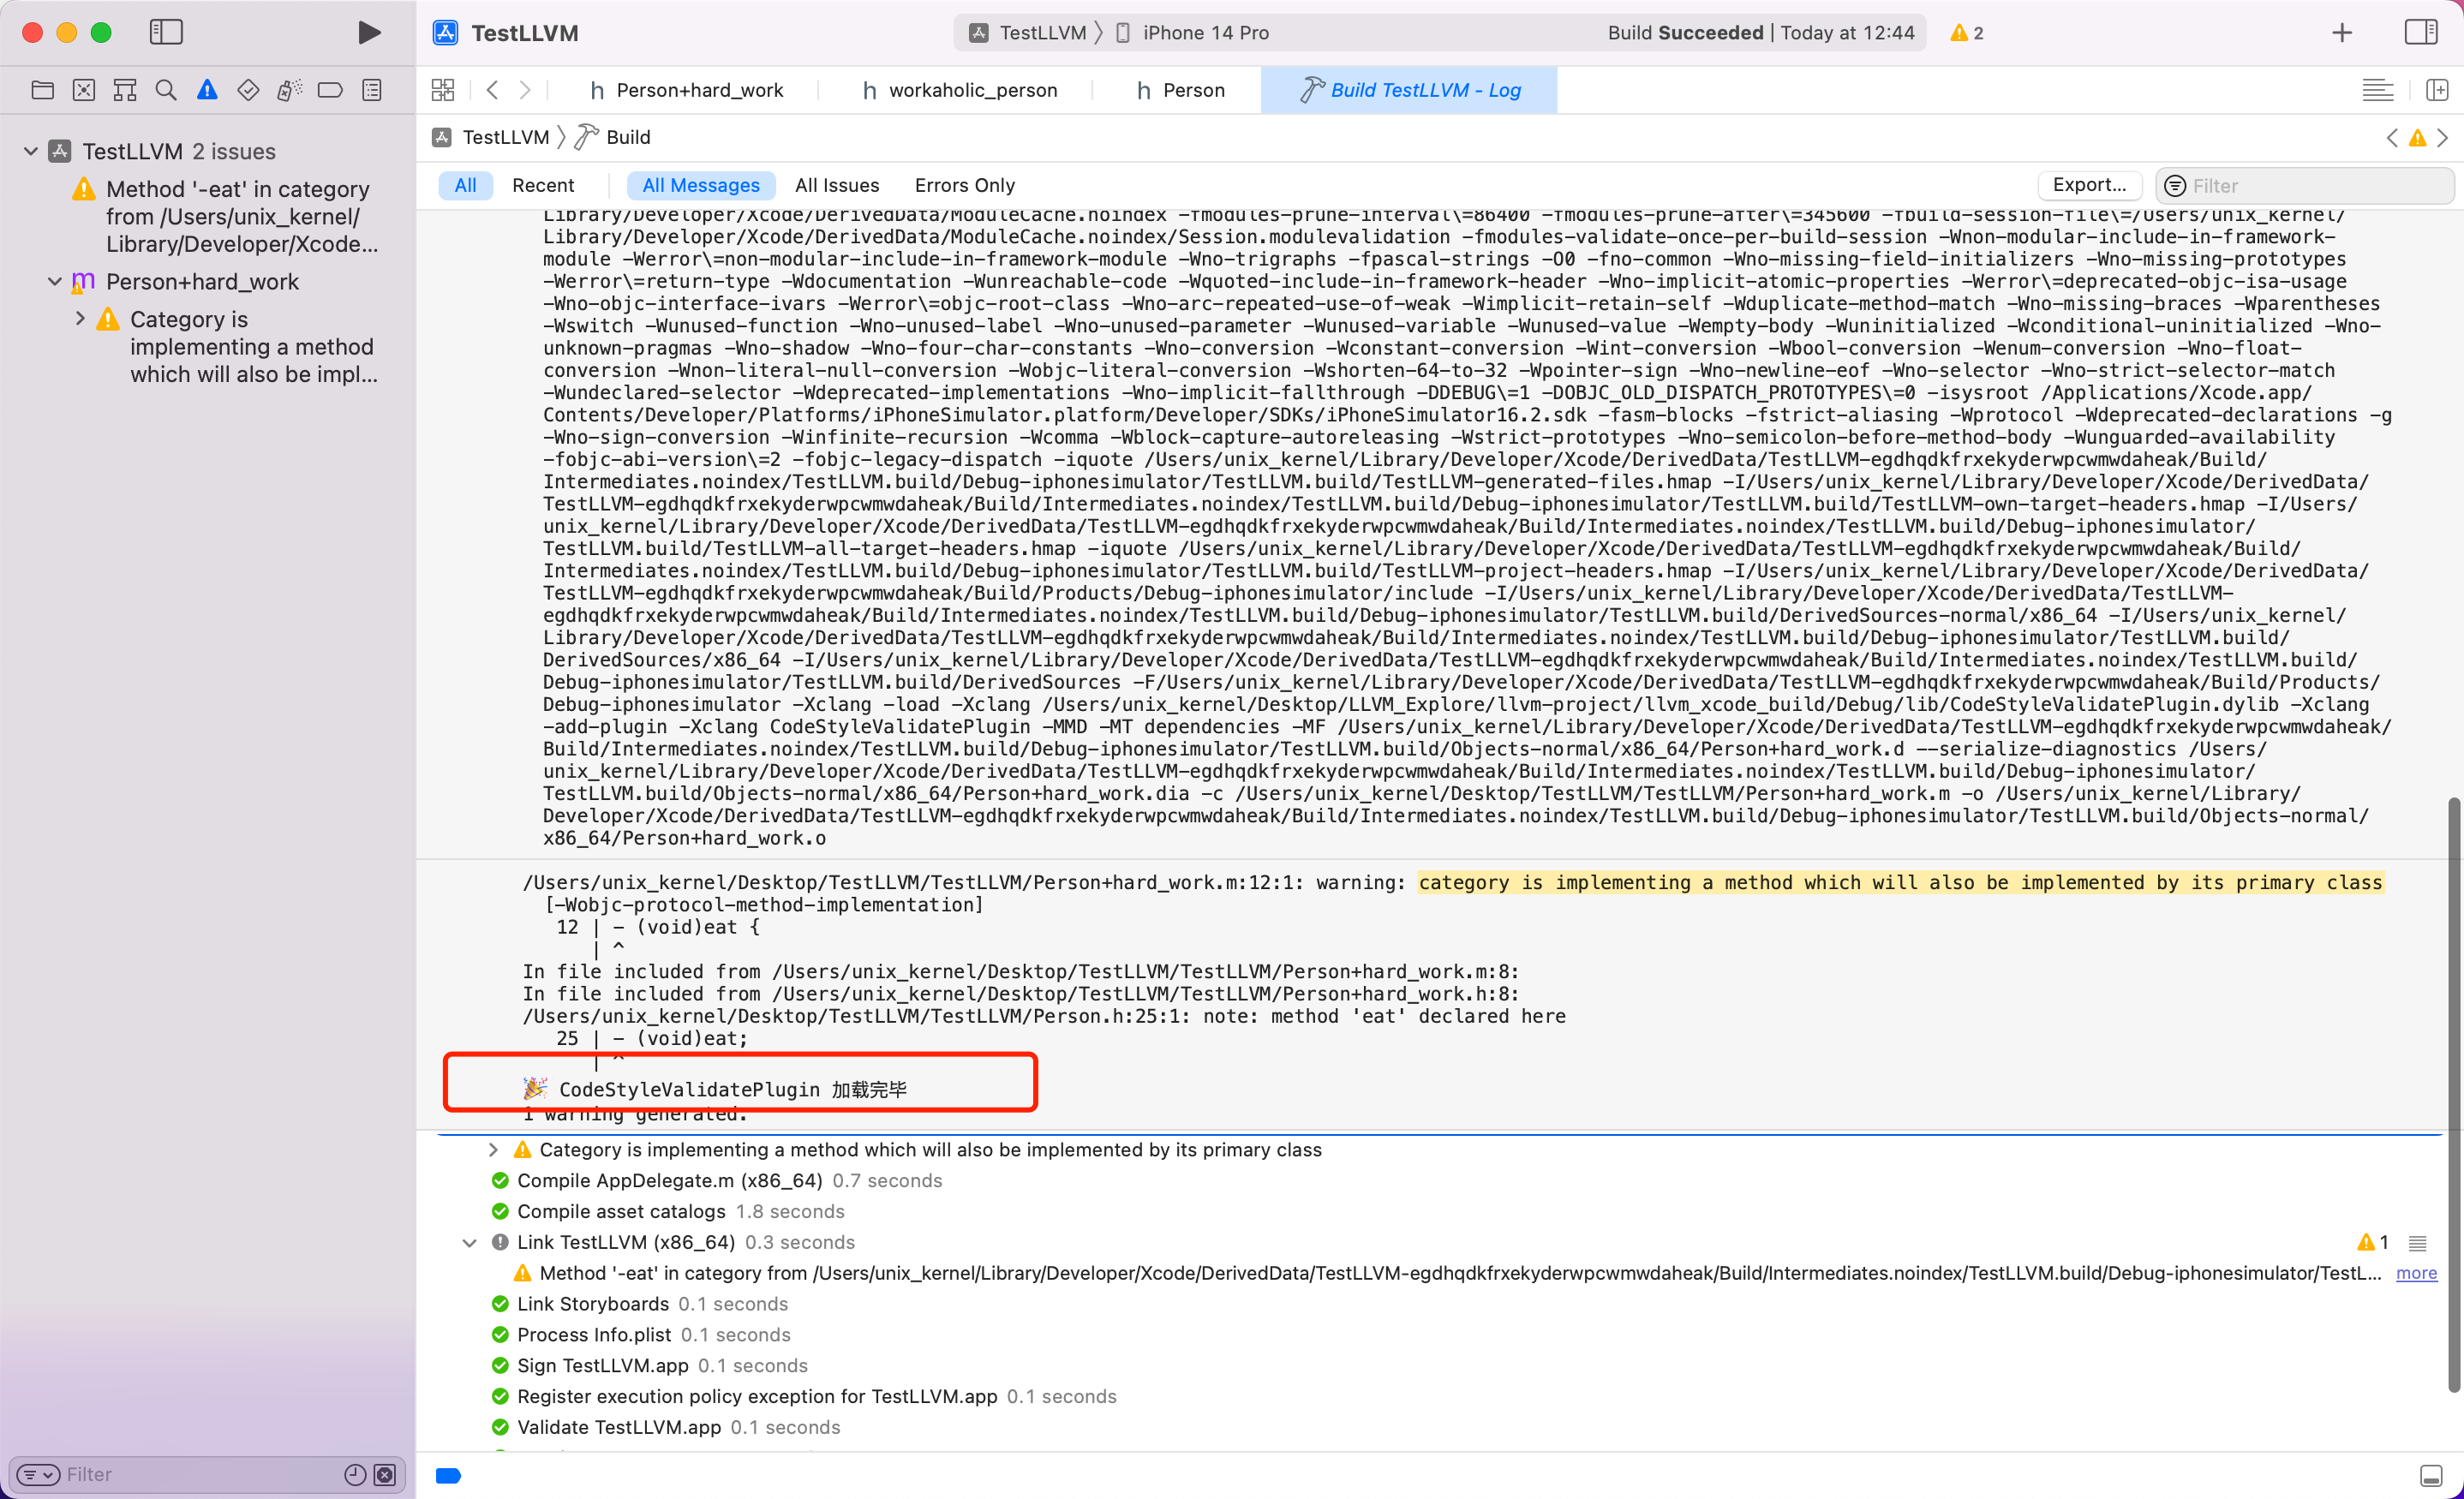 TestLLVM
TestLLVM
iPhone 14 Pro
Build Succeeded | Today at 12:44
2
Person+hard_work
workaholic_person
Person
Build TestLLVM - Log
TestLLVM 2 issues
Method '-eat' in category
from /Users/unix_kernel/
Library/Developer/Xcode...
Person+hard_work
Category is
implementing a method
which will also be impl...
Filter
TestLLVM
Build
All
Recent
All Messages
All Issues
Errors Only
Export...
Filter
Library/Developer/Xcode/DerivedData/ModuleCache.noindex -fmodules-prune-interval\=86400 -fmodules-prune-after\=345600 -fbuild-session-file\=/Users/unix_kernel/
Library/Developer/Xcode/DerivedData/ModuleCache.noindex/Session.modulevalidation -fmodules-validate-once-per-build-session -Wnon-modular-include-in-framework-
module -Werror\=non-modular-include-in-framework-module -Wno-trigraphs -fpascal-strings -O0 -fno-common -Wno-missing-field-initializers -Wno-missing-prototypes
-Werror\=return-type -Wdocumentation -Wunreachable-code -Wquoted-include-in-framework-header -Wno-implicit-atomic-properties -Werror\=deprecated-objc-isa-usage
-Wno-objc-interface-ivars -Werror\=objc-root-class -Wno-arc-repeated-use-of-weak -Wimplicit-retain-self -Wduplicate-method-match -Wno-missing-braces -Wparentheses
-Wswitch -Wunused-function -Wno-unused-label -Wno-unused-parameter -Wunused-variable -Wunused-value -Wempty-body -Wuninitialized -Wconditional-uninitialized -Wno-
unknown-pragmas -Wno-shadow -Wno-four-char-constants -Wno-conversion -Wconstant-conversion -Wint-conversion -Wbool-conversion -Wenum-conversion -Wno-float-
conversion -Wnon-literal-null-conversion -Wobjc-literal-conversion -Wshorten-64-to-32 -Wpointer-sign -Wno-newline-eof -Wno-selector -Wno-strict-selector-match
-Wundeclared-selector -Wdeprecated-implementations -Wno-implicit-fallthrough -DDEBUG\=1 -DOBJC_OLD_DISPATCH_PROTOTYPES\=0 -isysroot /Applications/Xcode.app/
Contents/Developer/Platforms/iPhoneSimulator.platform/Developer/SDKs/iPhoneSimulator16.2.sdk -fasm-blocks -fstrict-aliasing -Wprotocol -Wdeprecated-declarations -g
-Wno-sign-conversion -Winfinite-recursion -Wcomma -Wblock-capture-autoreleasing -Wstrict-prototypes -Wno-semicolon-before-method-body -Wunguarded-availability
-fobjc-abi-version\=2 -fobjc-legacy-dispatch -iquote /Users/unix_kernel/Library/Developer/Xcode/DerivedData/TestLLVM-egdhqdkfrxekyderwpcwmwdaheak/Build/
Intermediates.noindex/TestLLVM.build/Debug-iphonesimulator/TestLLVM.build/TestLLVM-generated-files.hmap -I/Users/unix_kernel/Library/Developer/Xcode/DerivedData/
TestLLVM-egdhqdkfrxekyderwpcwmwdaheak/Build/Intermediates.noindex/TestLLVM.build/Debug-iphonesimulator/TestLLVM.build/TestLLVM-own-target-headers.hmap -I/Users/
unix_kernel/Library/Developer/Xcode/DerivedData/TestLLVM-egdhqdkfrxekyderwpcwmwdaheak/Build/Intermediates.noindex/TestLLVM.build/Debug-iphonesimulator/
TestLLVM.build/TestLLVM-all-target-headers.hmap -iquote /Users/unix_kernel/Library/Developer/Xcode/DerivedData/TestLLVM-egdhqdkfrxekyderwpcwmwdaheak/Build/
Intermediates.noindex/TestLLVM.build/Debug-iphonesimulator/TestLLVM.build/TestLLVM-project-headers.hmap -I/Users/unix_kernel/Library/Developer/Xcode/DerivedData/
TestLLVM-egdhqdkfrxekyderwpcwmwdaheak/Build/Products/Debug-iphonesimulator/include -I/Users/unix_kernel/Library/Developer/Xcode/DerivedData/TestLLVM-
egdhqdkfrxekyderwpcwmwdaheak/Build/Intermediates.noindex/TestLLVM.build/Debug-iphonesimulator/TestLLVM.build/DerivedSources-normal/x86_64 -I/Users/unix_kernel/
Library/Developer/Xcode/DerivedData/TestLLVM-egdhqdkfrxekyderwpcwmwdaheak/Build/Intermediates.noindex/TestLLVM.build/Debug-iphonesimulator/TestLLVM.build/
DerivedSources/x86_64 -I/Users/unix_kernel/Library/Developer/Xcode/DerivedData/TestLLVM-egdhqdkfrxekyderwpcwmwdaheak/Build/Intermediates.noindex/TestLLVM.build/
Debug-iphonesimulator/TestLLVM.build/DerivedSources -F/Users/unix_kernel/Library/Developer/Xcode/DerivedData/TestLLVM-egdhqdkfrxekyderwpcwmwdaheak/Build/Products/
Debug-iphonesimulator -Xclang -load -Xclang /Users/unix_kernel/Desktop/LLVM_Explore/llvm-project/llvm_xcode_build/Debug/lib/CodeStyleValidatePlugin.dylib -Xclang
-add-plugin -Xclang CodeStyleValidatePlugin -MMD -MT dependencies -MF /Users/unix_kernel/Library/Developer/Xcode/DerivedData/TestLLVM-egdhqdkfrxekyderwpcwmwdaheak/
Build/Intermediates.noindex/TestLLVM.build/Debug-iphonesimulator/TestLLVM.build/Objects-normal/x86_64/Person+hard_work.d --serialize-diagnostics /Users/
unix_kernel/Library/Developer/Xcode/DerivedData/TestLLVM-egdhqdkfrxekyderwpcwmwdaheak/Build/Intermediates.noindex/TestLLVM.build/Debug-iphonesimulator/
TestLLVM.build/Objects-normal/x86_64/Person+hard_work.dia -c /Users/unix_kernel/Desktop/TestLLVM/TestLLVM/Person+hard_work.m -o /Users/unix_kernel/Library/
Developer/Xcode/DerivedData/TestLLVM-egdhqdkfrxekyderwpcwmwdaheak/Build/Intermediates.noindex/TestLLVM.build/Debug-iphonesimulator/TestLLVM.build/Objects-normal/
x86_64/Person+hard_work.o
/Users/unix_kernel/Desktop/TestLLVM/TestLLVM/Person+hard_work.m:12:1: warning: category is implementing a method which will also be implemented by its primary class
[-Wobjc-protocol-method-implementation]
12 | - (void)eat {
| ^
In file included from /Users/unix_kernel/Desktop/TestLLVM/TestLLVM/Person+hard_work.m:8:
In file included from /Users/unix_kernel/Desktop/TestLLVM/TestLLVM/Person+hard_work.h:8:
/Users/unix_kernel/Desktop/TestLLVM/TestLLVM/Person.h:25:1: note: method 'eat' declared here
25 | - (void)eat;
| ^
🎉 CodeStyleValidatePlugin 加载完毕
1 warning generated.
Category is implementing a method which will also be implemented by its primary class
Compile AppDelegate.m (x86_64) 0.7 seconds
Compile asset catalogs 1.8 seconds
Link TestLLVM (x86_64) 0.3 seconds
1
Method '-eat' in category from /Users/unix_kernel/Library/Developer/Xcode/DerivedData/TestLLVM-egdhqdkfrxekyderwpcwmwdaheak/Build/Intermediates.noindex/TestLLVM.build/Debug-iphonesimulator/TestL... more
Link Storyboards 0.1 seconds
Process Info.plist 0.1 seconds
Sign TestLLVM.app 0.1 seconds
Register execution policy exception for TestLLVM.app 0.1 seconds
Validate TestLLVM.app 0.1 seconds